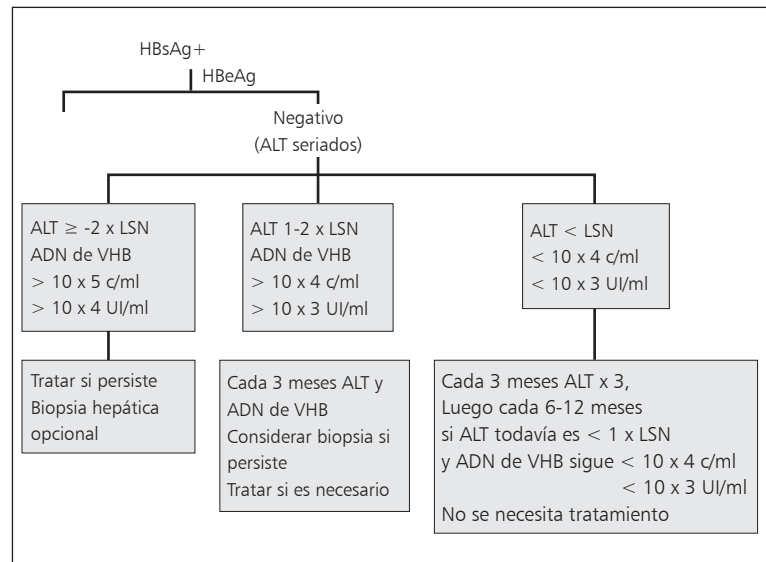 HBsAg+
HBeAg
Negativo
(ALT seriados)
ALT ≥ -2 x LSN
ADN de VHB
> 10 x 5 c/ml
> 10 x 4 UI/ml
ALT 1-2 x LSN
ADN de VHB
> 10 x 4 c/ml
> 10 x 3 UI/ml
ALT < LSN
< 10 x 4 c/ml
< 10 x 3 UI/ml
Tratar si persiste
Biopsia hepática
opcional
Cada 3 meses ALT y
ADN de VHB
Considerar biopsia si
persiste
Tratar si es necesario
Cada 3 meses ALT x 3,
Luego cada 6-12 meses
si ALT todavía es < 1 x LSN
y ADN de VHB sigue < 10 x 4 c/ml
< 10 x 3 UI/ml
No se necesita tratamiento